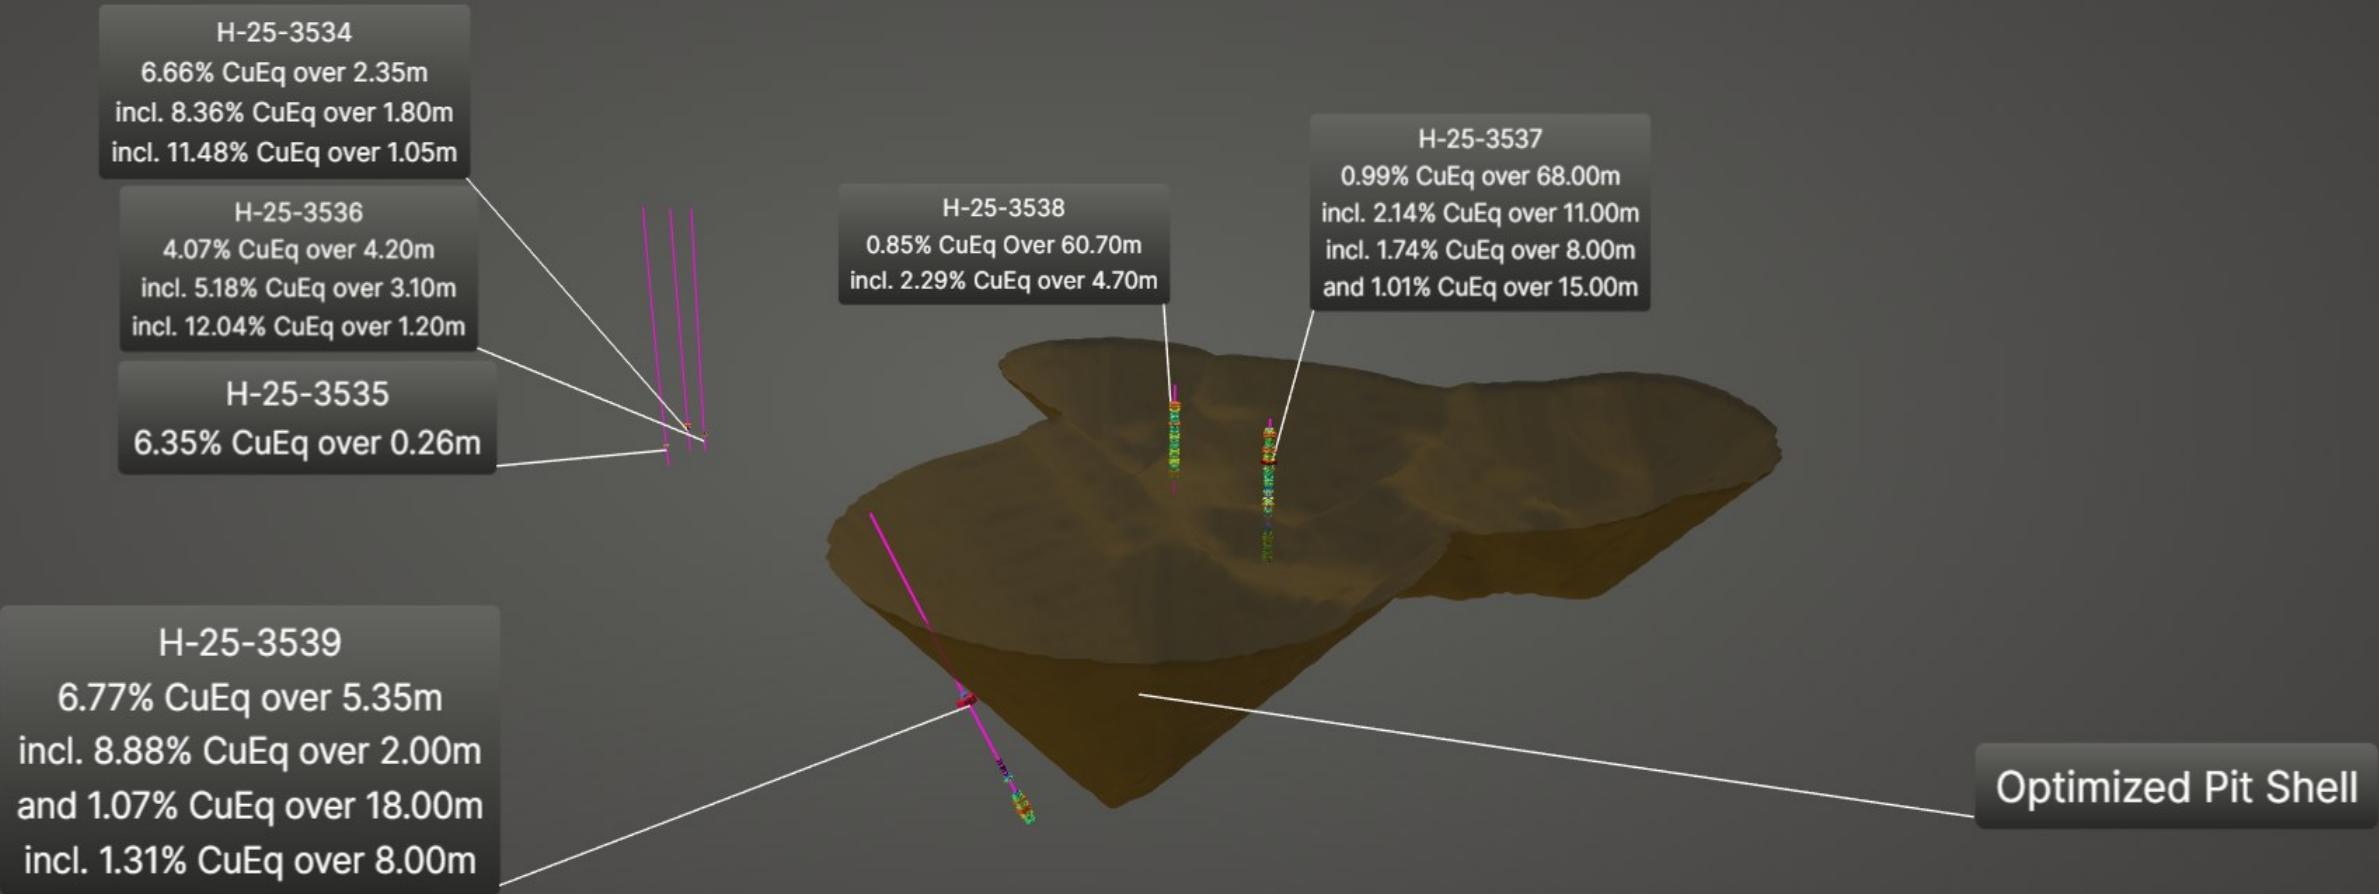 H-25-3534
6.66% CuEq over 2.35m
incl. 8.36% CuEq over 1.80m
incl. 11.48% CuEq over 1.05m
H-25-3536
4.07% CuEq over 4.20m
incl. 5.18% CuEq over 3.10m
incl. 12.04% CuEq over 1.20m
H-25-3535
6.35% CuEq over 0.26m
H-25-3538
0.85% CuEq Over 60.70m
incl. 2.29% CuEq over 4.70m
H-25-3537
0.99% CuEq over 68.00m
incl. 2.14% CuEq over 11.00m
incl. 1.74% CuEq over 8.00m
and 1.01% CuEq over 15.00m
H-25-3539
6.77% CuEq over 5.35m
incl. 8.88% CuEq over 2.00m
and 1.07% CuEq over 18.00m
incl. 1.31% CuEq over 8.00m
Optimized Pit Shell